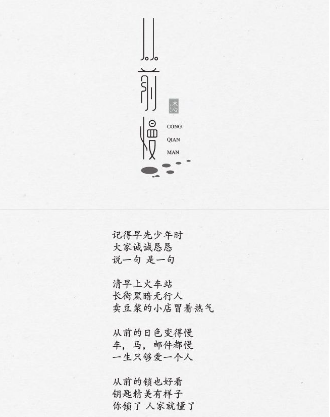 从前慢
CONG
QIAN
MAN
记得早先少年时
大家诚诚恳恳
说一句 是一句
清早上火车站
长街黑暗无行人
卖豆浆的小店冒着热气
从前的日色变得慢
车，马，邮件都慢
一生只够爱一个人
从前的锁也好看
钥匙精美有样子
你锁了 人家就懂了